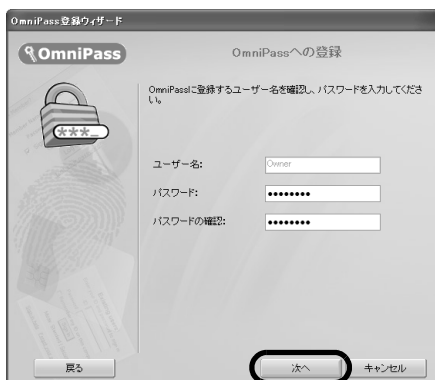 OmniPass登録ウィザード
OmniPass
OmniPassへの登録
OmniPassに登録するユーザー名を確認し、パスワードを入力してくださ
い。
***_
ユーザー名:
Owner
パスワード:
••••••••
パスワードの確認:
••••••••
戻る
次へ
キャンセル